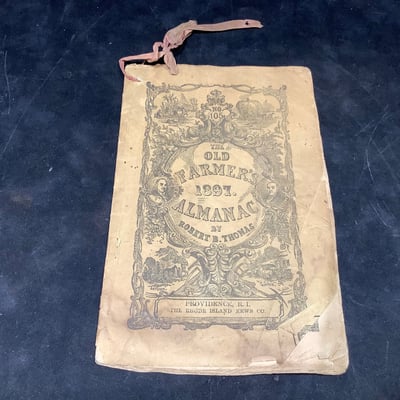 NO.
105
THE
OLD
FARMER'S
1897.
ALMANAC
BY
ROBERT B. THOMAS
PROVIDENCE, R. I.
THE RHODE ISLAND NEWS CO.